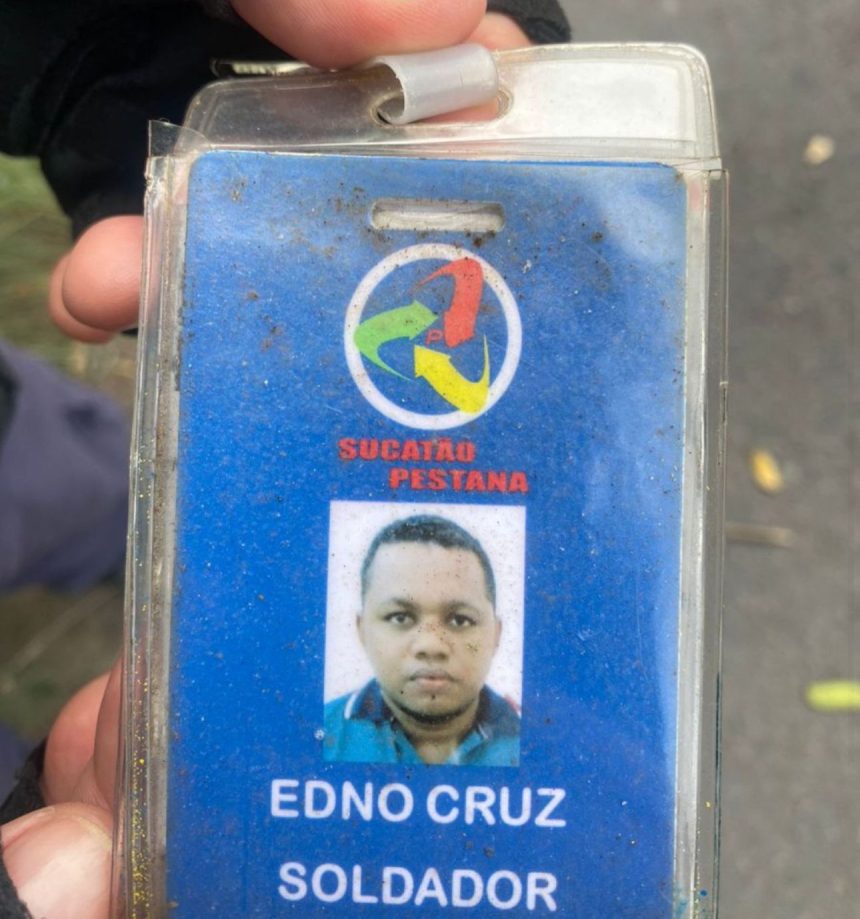 P
SUCATÃO
PESTANA
EDNO CRUZ
SOLDADOR